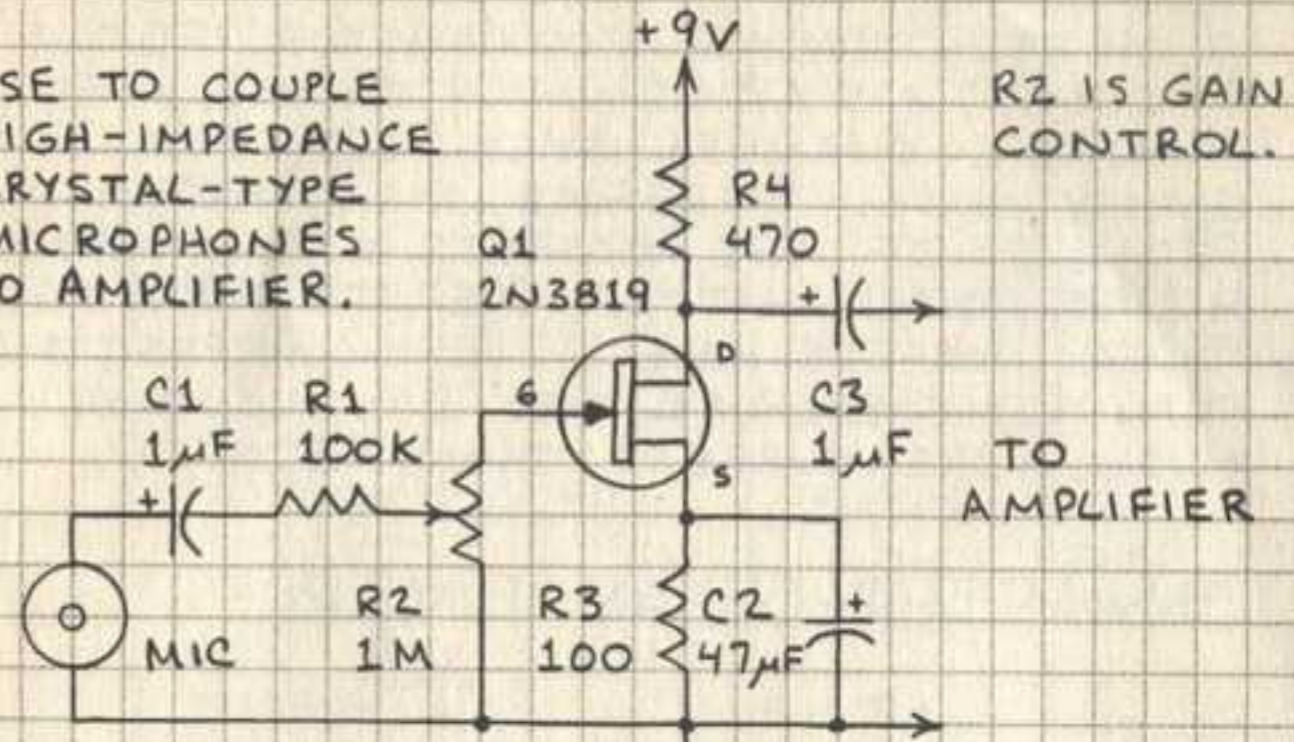 +9V
SE TO COUPLE
IGH-IMPEDANCE
RYSTAL-TYPE
MICROPHONES
O AMPLIFIER.
R2 IS GAIN
CONTROL.
R4
470
Q1
2N3819
+
D
G
S
C1
1µF
+
R1
100K
C3
1µF
TO
AMPLIFIER
MIC
R2
1M
R3
100
C2
47µF
+